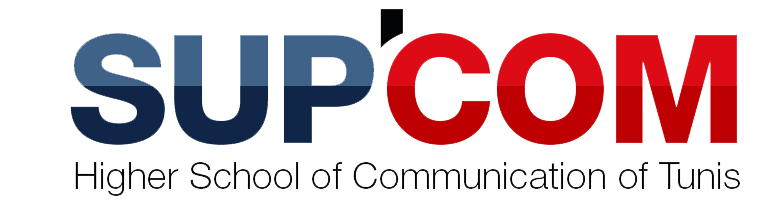 SUP'COM
Higher School of Communication of Tunis